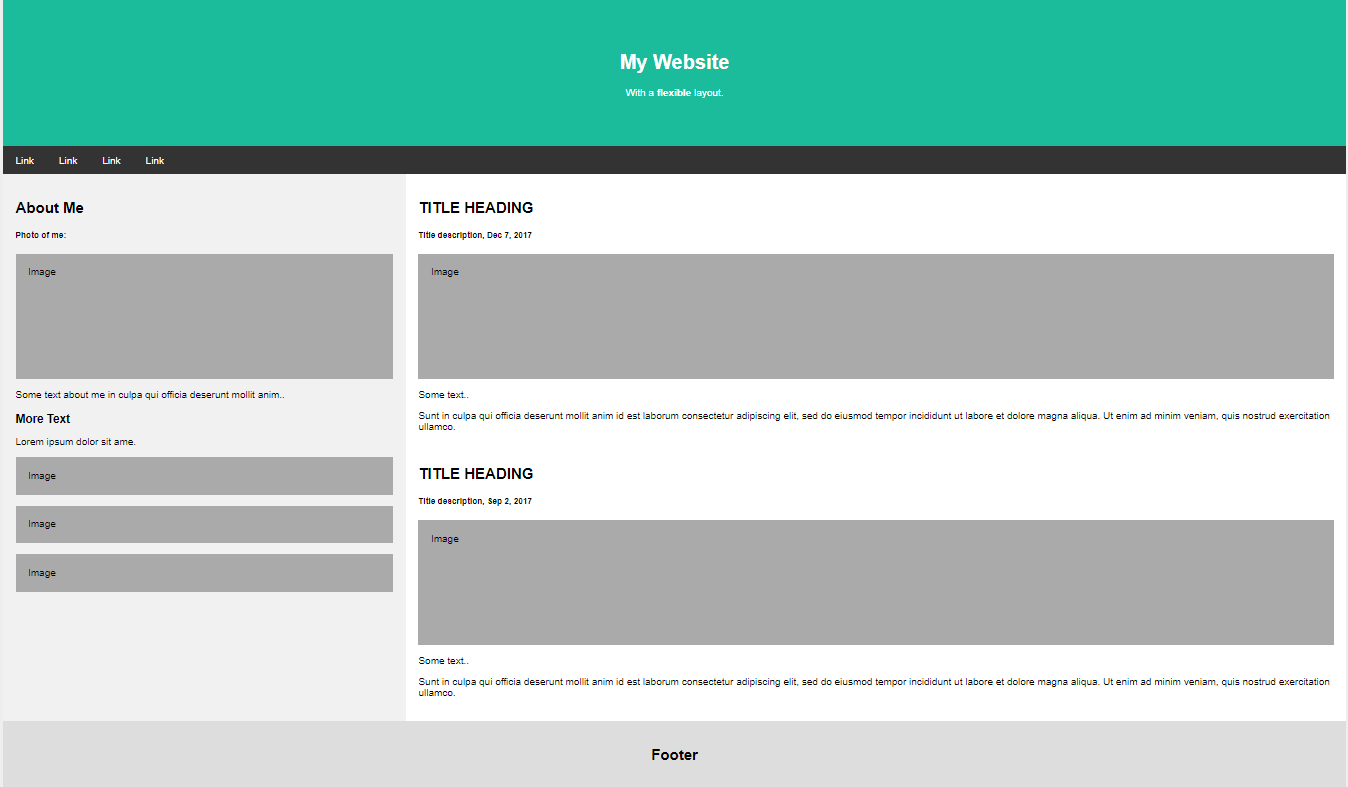 My Website
With a flexible layout.
Link Link Link Link
About Me
Photo of me:
Image
Some text about me in culpa qui officia deserunt mollit anim..
More Text
Lorem ipsum dolor sit ame.
Image
Image
Image
TITLE HEADING
Title description, Dec 7, 2017
Image
Some text..
Sunt in culpa qui officia deserunt mollit anim id est laborum consectetur adipiscing elit, sed do eiusmod tempor incididunt ut labore et dolore magna aliqua. Ut enim ad minim veniam, quis nostrud exercitation
ullamco.
TITLE HEADING
Title description, Sep 2, 2017
Image
Some text..
Sunt in culpa qui officia deserunt mollit anim id est laborum consectetur adipiscing elit, sed do eiusmod tempor incididunt ut labore et dolore magna aliqua. Ut enim ad minim veniam, quis nostrud exercitation
ullamco.
Footer